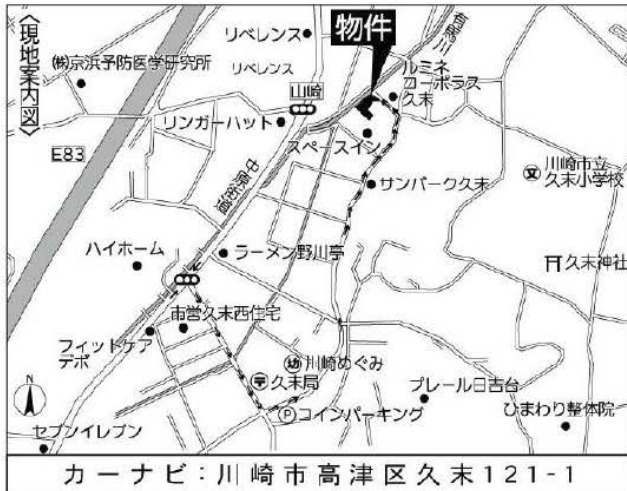 〈現地案内図〉
リベレンス
物件
有馬川
㈱京浜予防医学研究所
リベレンス
ルミネ
コーポラス
久末
山崎
リンガーハット
スペースイン
E83
中原街道
サンパーク久末
川崎市立
久末小学校
文
ハイホーム
ラーメン野川亭
久末神社
市営久末西住宅
フィットケア
デポ
幼 川崎めぐみ
〒久末局
N
Ⓟコインパーキング
プレール日吉台
ひまわり整体院
セブンイレブン
カーナビ:川崎市高津区久末121-1